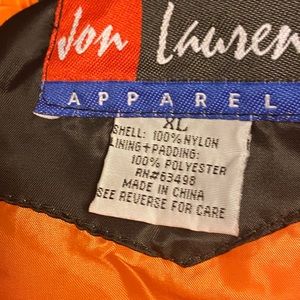 Jon Lauren
APPAREL
XL
SHELL: 100% NYLON
LINING+PADDING:
100% POLYESTER
RN#63498
MADE IN CHINA
SEE REVERSE FOR CARE